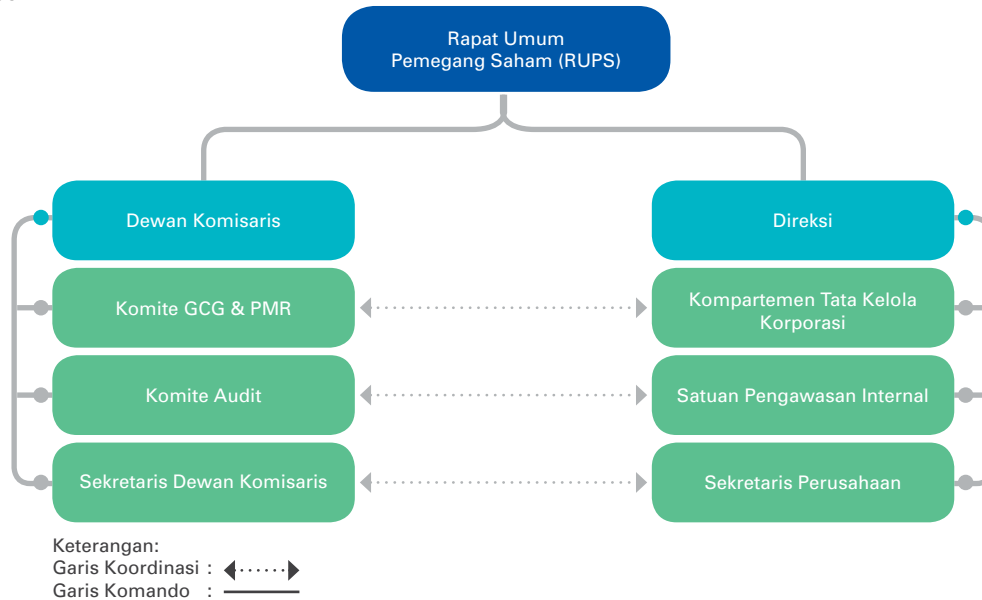 Rapat Umum
Pemegang Saham (RUPS)
Dewan Komisaris
Direksi
Komite GCG & PMR
Kompartemen Tata Kelola
Korporasi
Komite Audit
Satuan Pengawasan Internal
Sekretaris Dewan Komisaris
Sekretaris Perusahaan
Keterangan:
Garis Koordinasi :
Garis Komando :